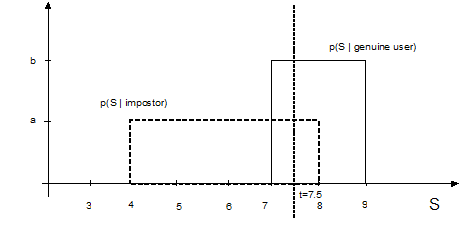 p(S | genuine user)
b
p(S | impostor)
a
t=7.5
3 4 5 6 7 8 9 S